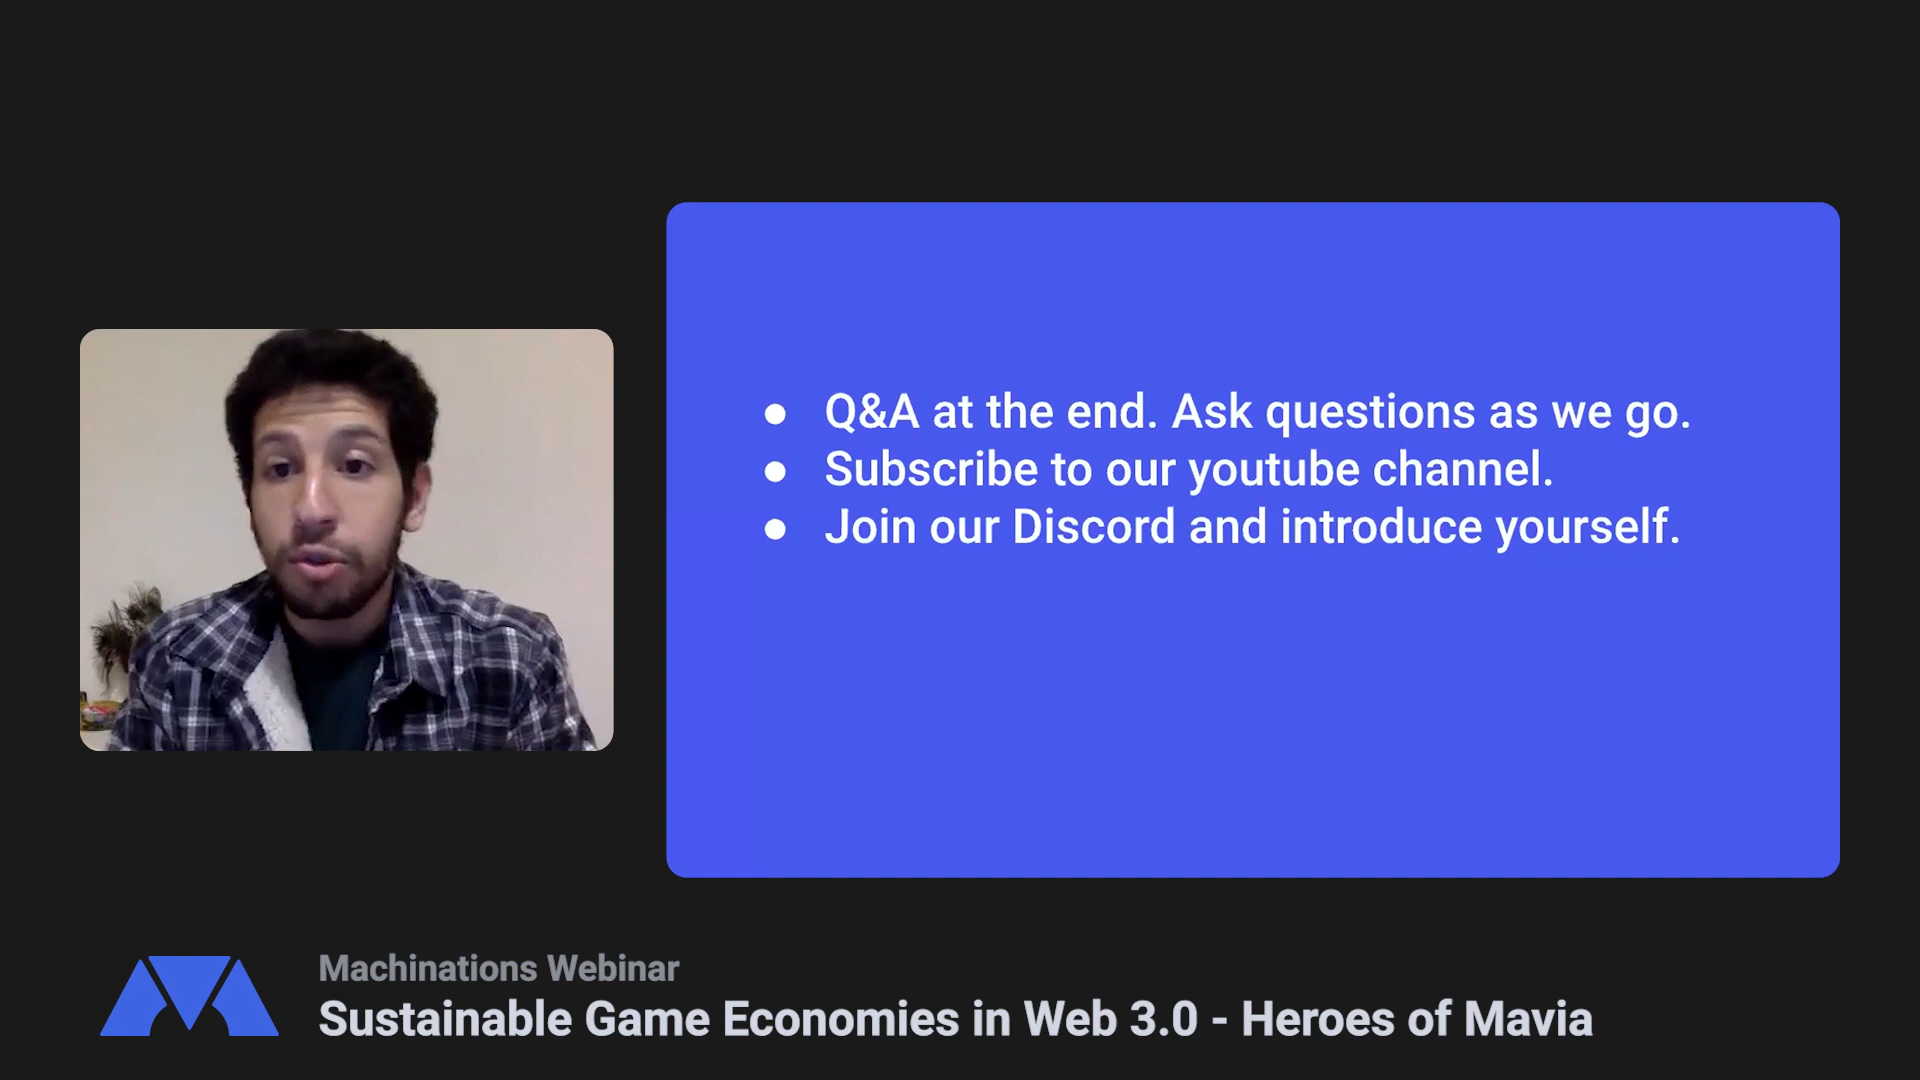 ● Q&A at the end. Ask questions as we go.
● Subscribe to our youtube channel.
● Join our Discord and introduce yourself.
Machinations Webinar
Sustainable Game Economies in Web 3.0 - Heroes of Mavia